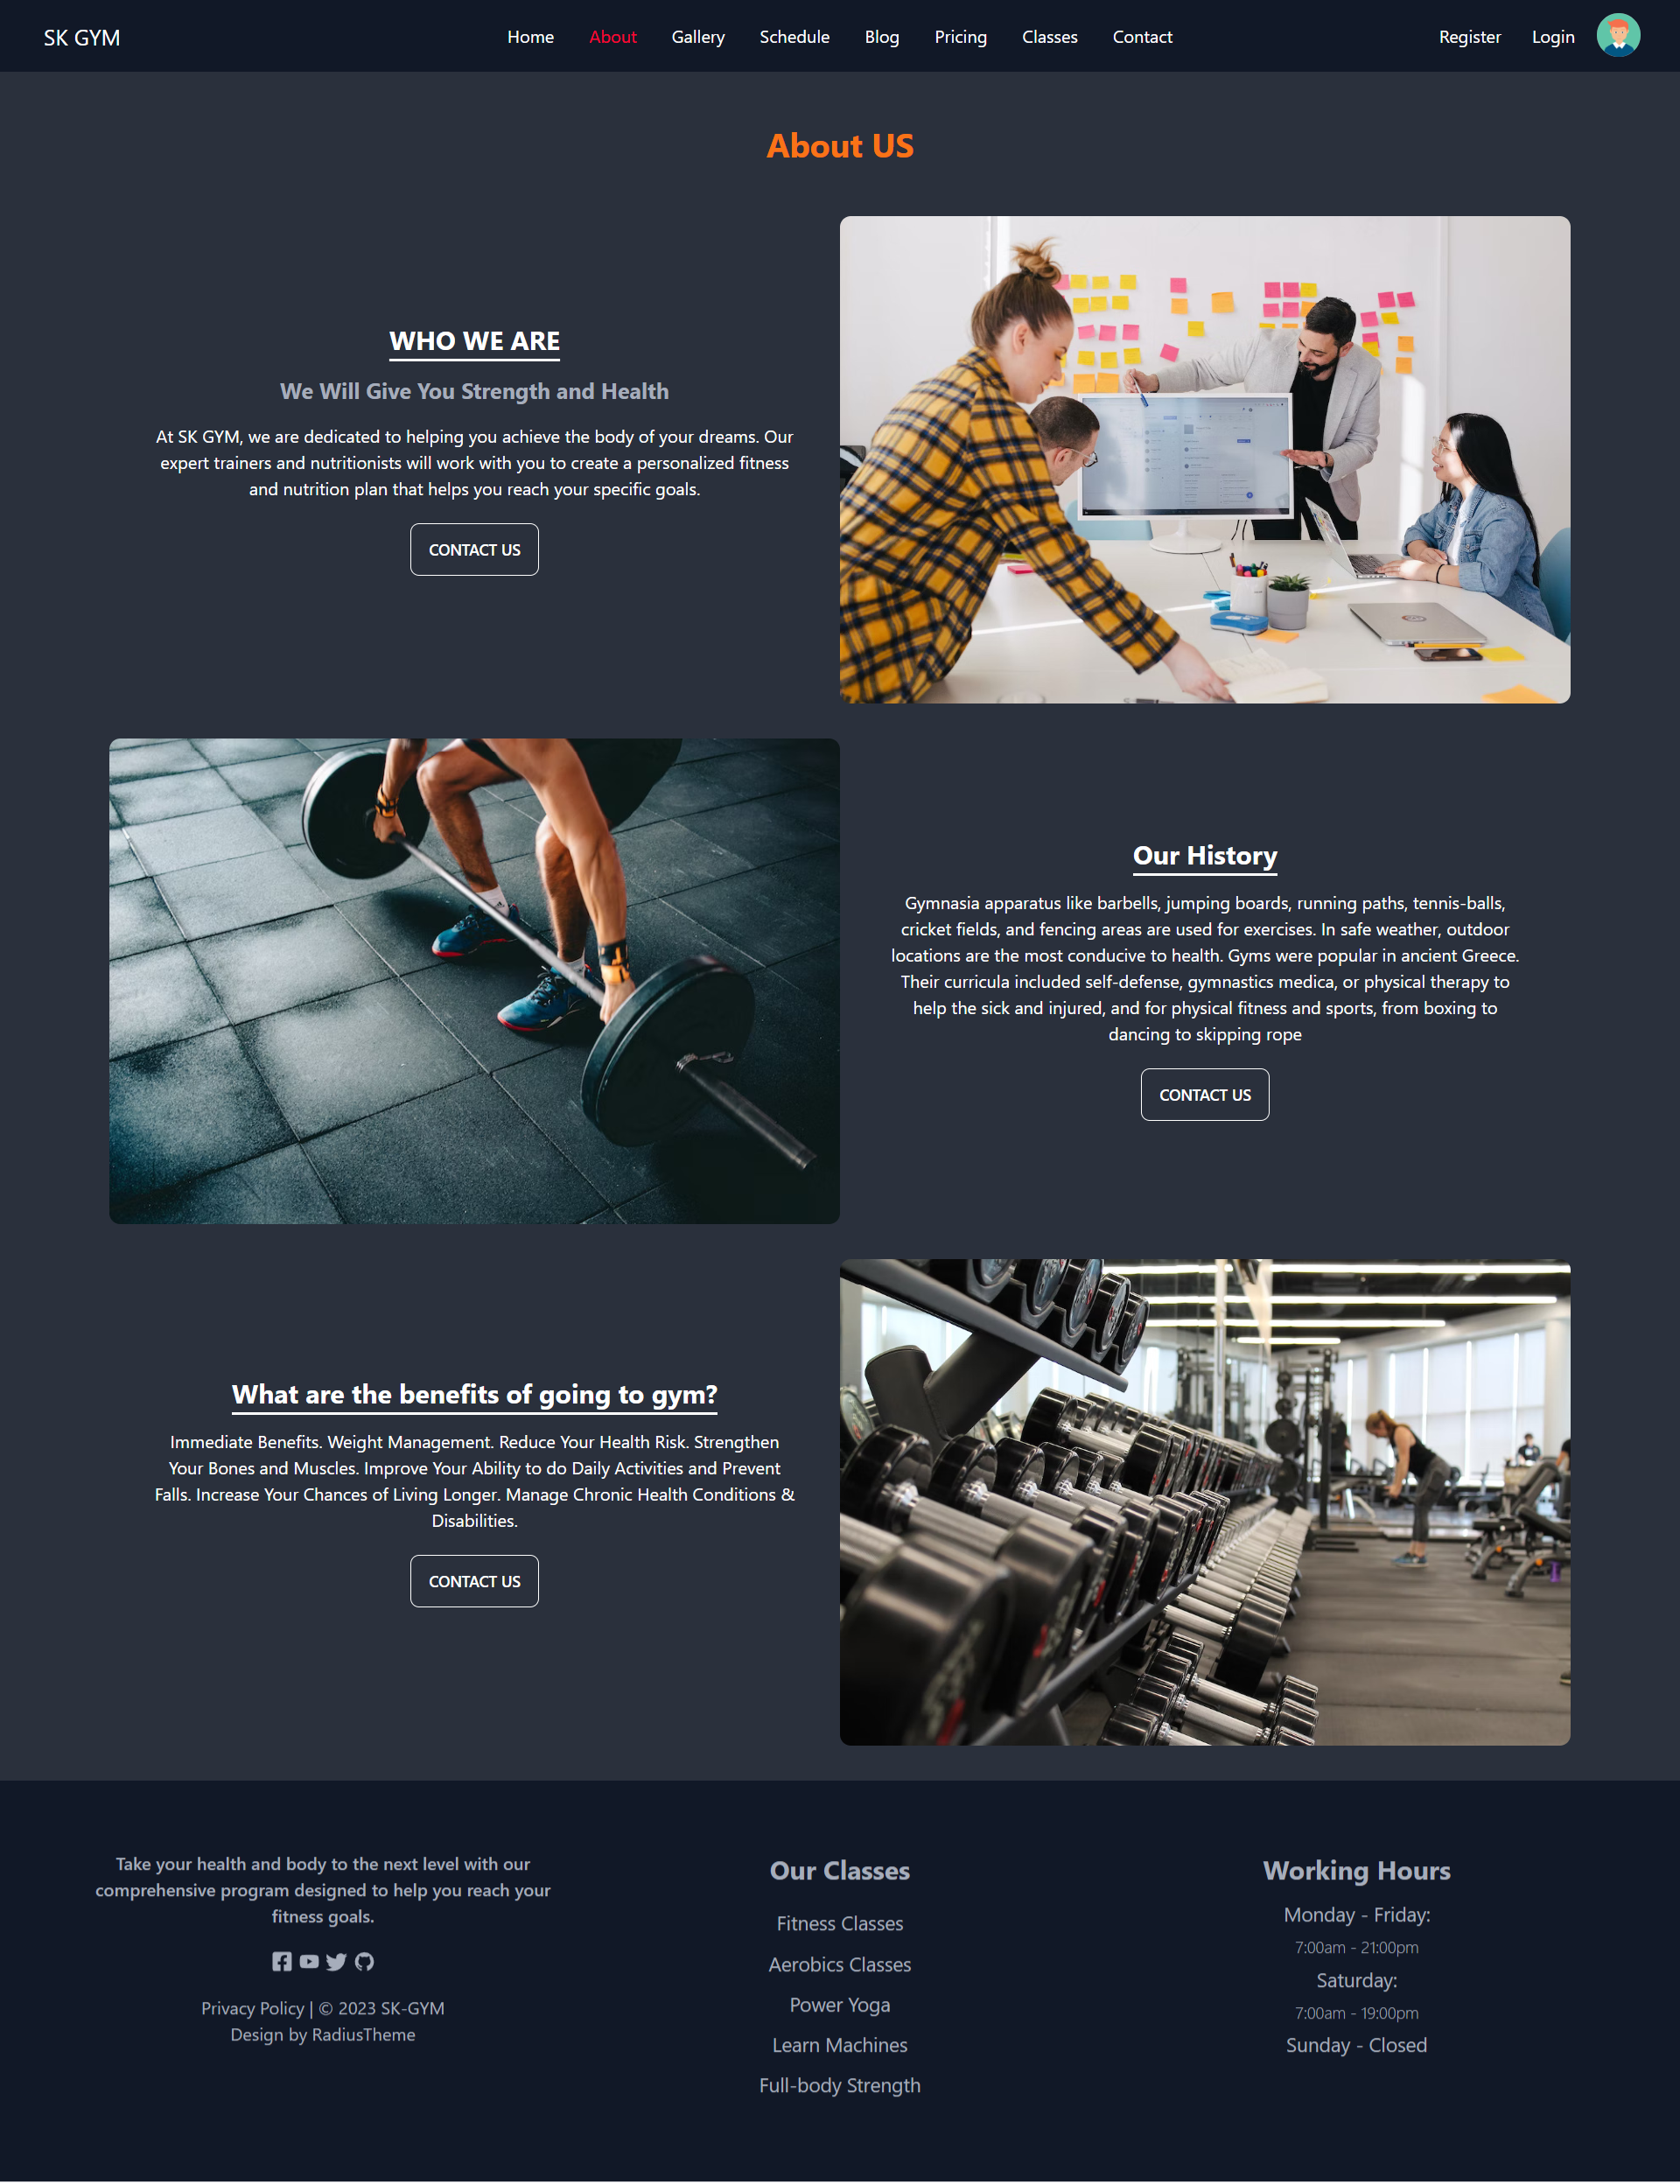 SK GYM
Home About Gallery Schedule Blog Pricing Classes Contact
Register Login
About US
WHO WE ARE
We Will Give You Strength and Health
At SK GYM, we are dedicated to helping you achieve the body of your dreams. Our
expert trainers and nutritionists will work with you to create a personalized fitness
and nutrition plan that helps you reach your specific goals.
CONTACT US
Our History
Gymnasia apparatus like barbells, jumping boards, running paths, tennis-balls,
cricket fields, and fencing areas are used for exercises. In safe weather, outdoor
locations are the most conducive to health. Gyms were popular in ancient Greece.
Their curricula included self-defense, gymnastics medica, or physical therapy to
help the sick and injured, and for physical fitness and sports, from boxing to
dancing to skipping rope
CONTACT US
What are the benefits of going to gym?
Immediate Benefits. Weight Management. Reduce Your Health Risk. Strengthen
Your Bones and Muscles. Improve Your Ability to do Daily Activities and Prevent
Falls. Increase Your Chances of Living Longer. Manage Chronic Health Conditions &
Disabilities.
CONTACT US
Take your health and body to the next level with our
comprehensive program designed to help you reach your
fitness goals.
Privacy Policy | © 2023 SK-GYM
Design by RadiusTheme
Our Classes
Fitness Classes
Aerobics Classes
Power Yoga
Learn Machines
Full-body Strength
Working Hours
Monday - Friday:
7:00am - 21:00pm
Saturday:
7:00am - 19:00pm
Sunday - Closed